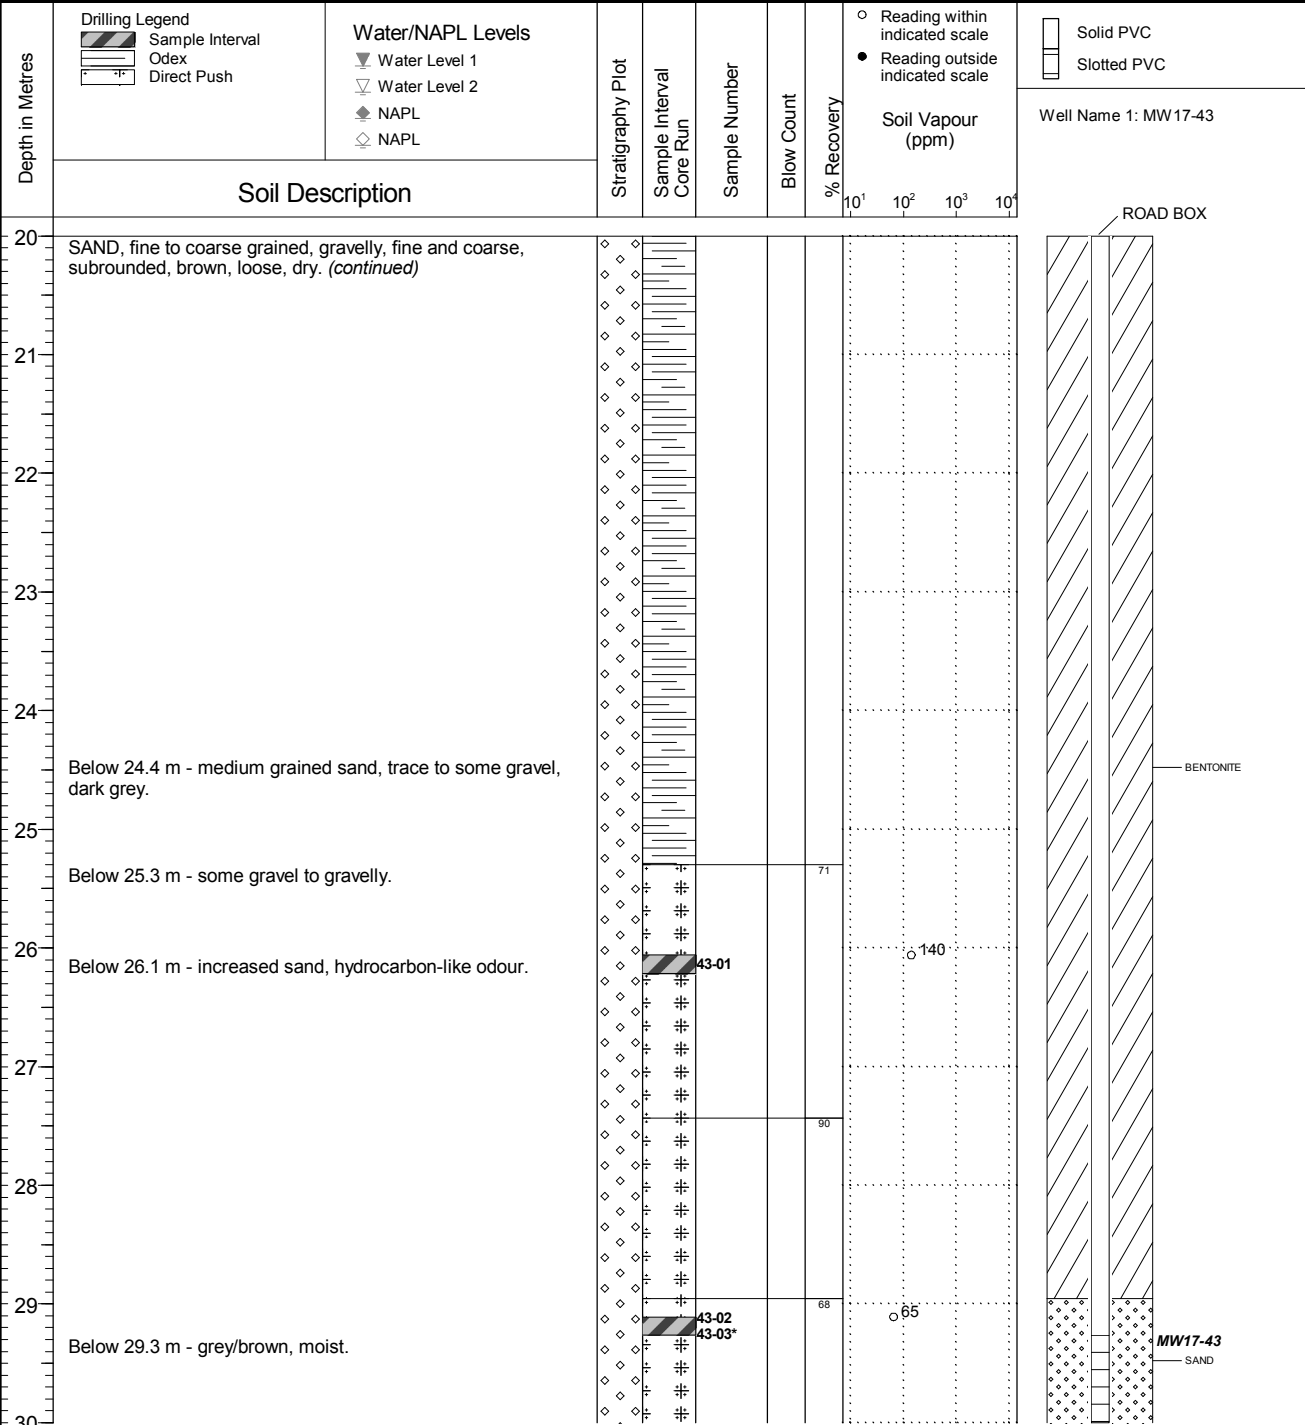 Drilling Legend
Sample Interval
Odex
Direct Push
Water/NAPL Levels
Water Level 1
Water Level 2
NAPL
NAPL
Depth in Metres
Soil Description
Stratigraphy Plot
Sample Interval
Core Run
Sample Number
Blow Count
% Recovery
Reading within
indicated scale
Reading outside
indicated scale
Soil Vapour
(ppm)
10¹ 10² 10³ 10⁴
Solid PVC
Slotted PVC
Well Name 1: MW17-43
ROAD BOX
20
SAND, fine to coarse grained, gravelly, fine and coarse,
subrounded, brown, loose, dry. (continued)
21
22
23
24
Below 24.4 m - medium grained sand, trace to some gravel,
dark grey.
BENTONITE
25
Below 25.3 m - some gravel to gravelly.
71
26
140
Below 26.1 m - increased sand, hydrocarbon-like odour.
43-01
27
90
28
29
68
65
43-02
43-03*
Below 29.3 m - grey/brown, moist.
MW17-43
SAND
30